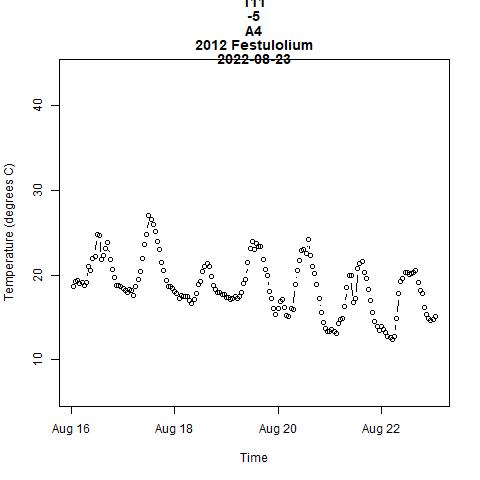 T11
-5
A4
2012 Festulolium
2022-08-23
Temperature (degrees C)
40
30
20
10
Aug 16
Aug 18
Aug 20
Aug 22
Time